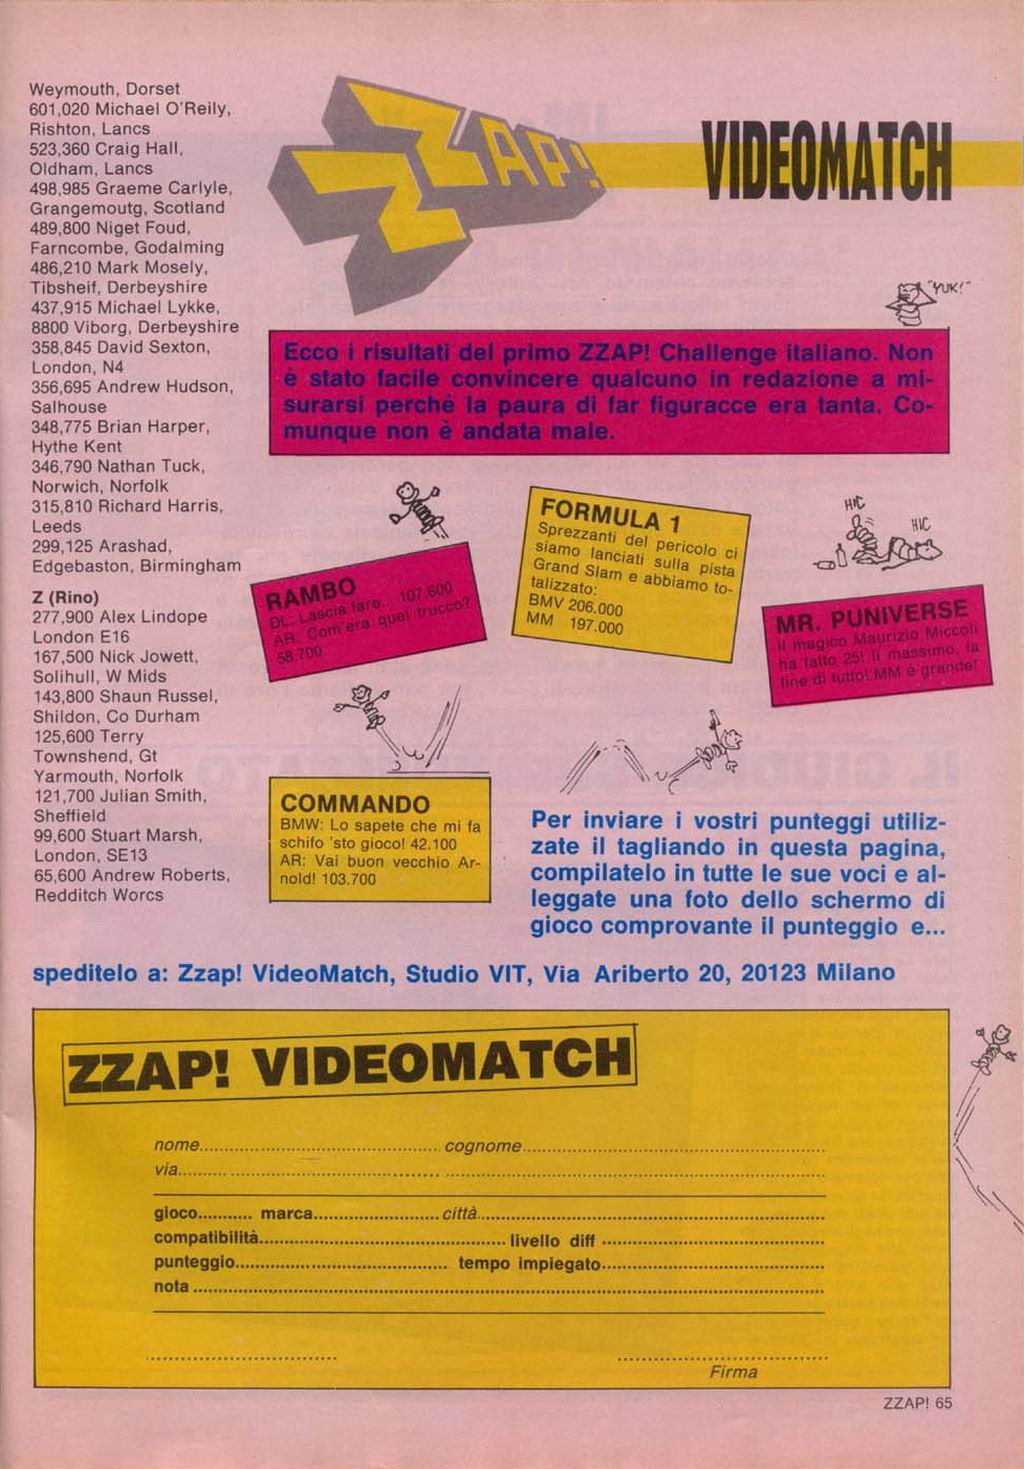 Weymouth, Dorset
601,020 Michael O'Reily,
Rishton, Lancs
523,360 Craig Hall,
Oldham, Lancs
498,985 Graeme Carlyle,
Grangemoutg, Scotland
489,800 Niget Foud,
Farncombe, Godalming
486,210 Mark Mosely,
Tibsheif, Derbeyshire
437,915 Michael Lykke,
8800 Viborg, Derbeyshire
358,845 David Sexton,
London, N4
356,695 Andrew Hudson,
Salhouse
348,775 Brian Harper,
Hythe Kent
346,790 Nathan Tuck,
Norwich, Norfolk
315,810 Richard Harris,
Leeds
299,125 Arashad,
Edgebaston, Birmingham
Z (Rino)
277,900 Alex Lindope
London E16
167,500 Nick Jowett,
Solihull, W Mids
143,800 Shaun Russel,
Shildon, Co Durham
125,600 Terry
Townshend, Gt
Yarmouth, Norfolk
121,700 Julian Smith,
Sheffield
99,600 Stuart Marsh,
London, SE13
65,600 Andrew Roberts,
Redditch Worcs
ZZAP!
VIDEOMATCH
"YUK!"
Ecco i risultati del primo ZZAP! Challenge italiano. Non
è stato facile convincere qualcuno in redazione a mi-
surarsi perchè la paura di far figuracce era tanta. Co-
munque non è andata male.
RAMBO
DL: Lascia fare... 107.600
AR: Com'era quel trucco?
58.700
FORMULA 1
Sprezzanti del pericolo ci
siamo lanciati sulla pista
Grand Slam e abbiamo to-
talizzato:
BMV 206.000
MM 197.000
HIC
HIC
MR. PUNIVERSE
Il magico Maurizio Miccoli
ha fatto 25! Il massimo, la
fine di tutto! MM è grande!
COMMANDO
BMW: Lo sapete che mi fa
schifo 'sto gioco! 42.100
AR: Vai buon vecchio Ar-
nold! 103.700
Per inviare i vostri punteggi utiliz-
zate il tagliando in questa pagina,
compilatelo in tutte le sue voci e al-
leggate una foto dello schermo di
gioco comprovante il punteggio e...
speditelo a: Zzap! VideoMatch, Studio VIT, Via Ariberto 20, 20123 Milano
ZZAP! VIDEOMATCH
nome.......................................... cognome......................................................
via......................................................................................................................
gioco........... marca......................... città................................................................
compatibilità................................................. livello diff ............................................
punteggio.......................................... tempo impiegato............................................
nota ..............................................................................................................................
Firma
ZZAP! 65